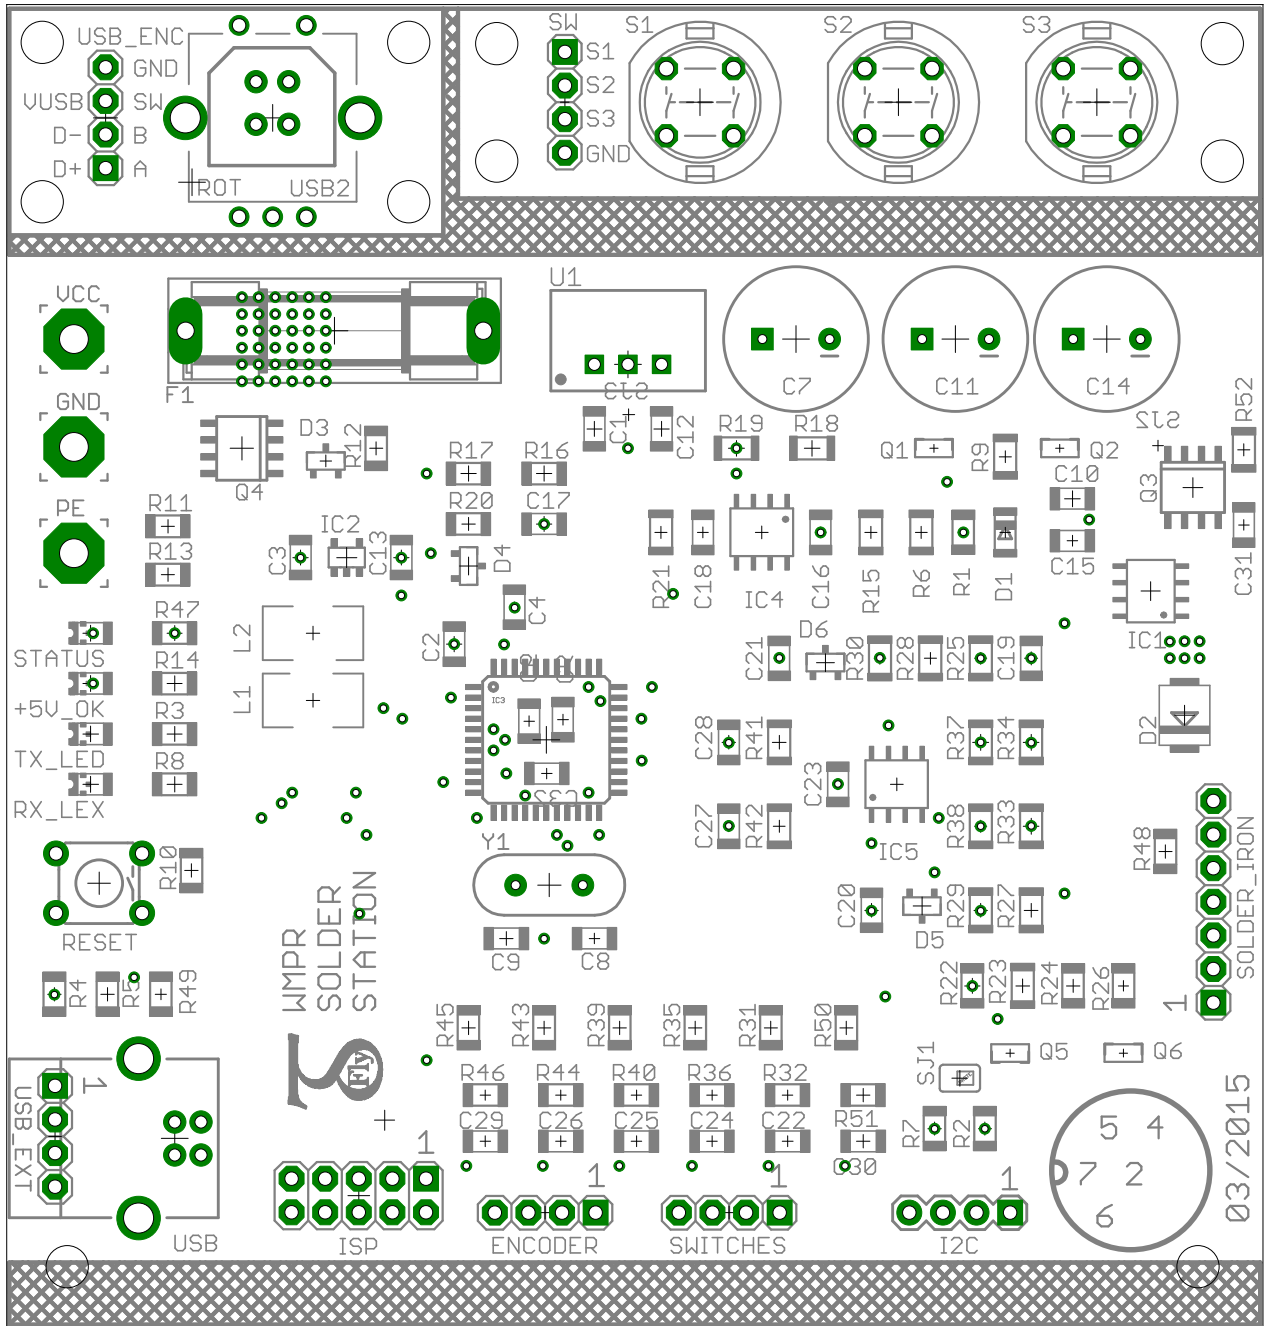 USB_ENC
GND
VUSB SW
D- B
D+ A
ROT USB2
SW
S1
S2
S3
GND
S1
S2
S3
VCC
GND
PE
F1
U1
SJ2
C7
C11
C14
SJ2
R52
Q4
D3
R12
R17
R16
C1
C12
R19
R18
Q1
R9
Q2
C10
Q3
R11
R13
IC2
C3
C13
R20
C17
D4
R21
C18
IC4
C16
R15
R6
R1
D1
C15
IC1
C31
STATUS
R47
+5V_OK
R14
TX_LED
R3
RX_LEX
R8
L2
L1
C2
C4
IC3
C32
C21
D6
R30
R28
R25
C19
D2
C28
R41
C23
R37
R34
C27
R42
IC5
R38
R33
R48
SOLDER_IRON
1
RESET
R10
Y1
C9
C8
C20
D5
R29
R27
WMPR
SOLDER
STATION
Fly
R4
R5
R49
R22
R23
R24
R26
R45
R43
R39
R35
R31
R50
R46
R44
R40
R36
R32
R51
C29
C26
C25
C24
C22
C30
SJ1
Q5
Q6
R7
R2
5 4
7 2
6
03/2015
USB_EXT
1
USB
ISP
1
ENCODER
1
SWITCHES
1
I2C
1